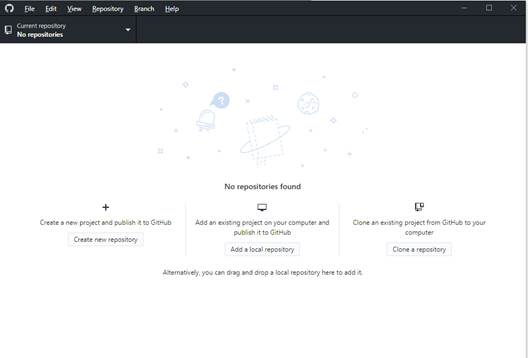 File Edit View Repository Branch Help
Current repository
No repositories
?
No repositories found
Create a new project and publish it to GitHub
Create new repository
Add an existing project on your computer and
publish it to GitHub
Add a local repository
Clone an existing project from GitHub to your
computer
Clone a repository
Alternatively, you can drag and drop a local repository here to add it.